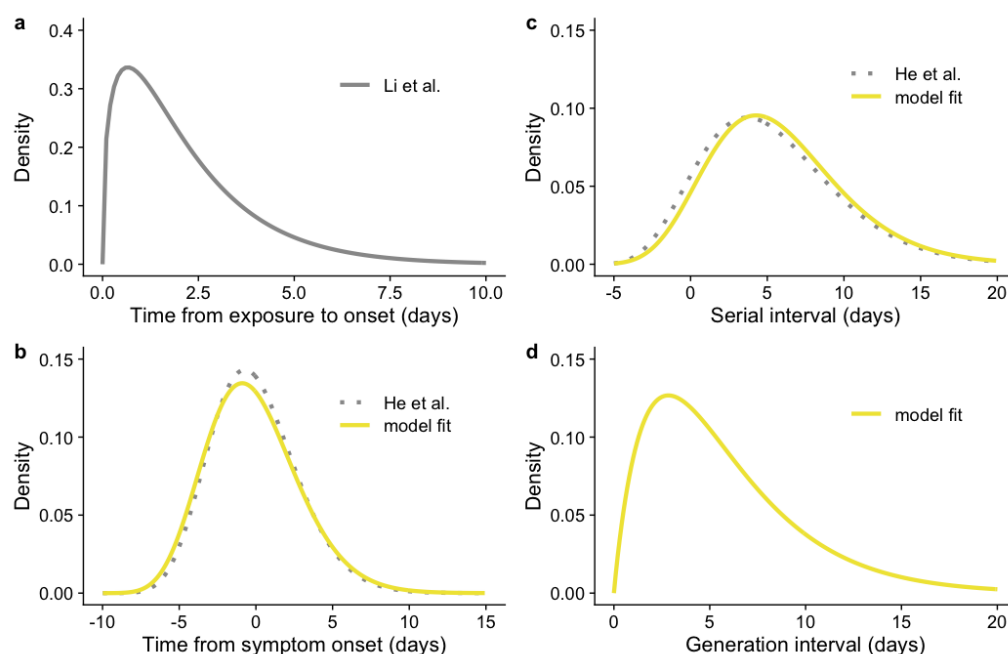 a
0.4
0.3
0.2
0.1
0.0
Density
Li et al.
0.0 2.5 5.0 7.5 10.0
Time from exposure to onset (days)
c
0.15
0.10
0.05
0.00
Density
He et al.
model fit
-5 0 5 10 15 20
Serial interval (days)
b
0.15
0.10
0.05
0.00
Density
He et al.
model fit
-10 -5 0 5 10 15
Time from symptom onset (days)
d
0.15
0.10
0.05
0.00
Density
model fit
0 5 10 15 20
Generation interval (days)